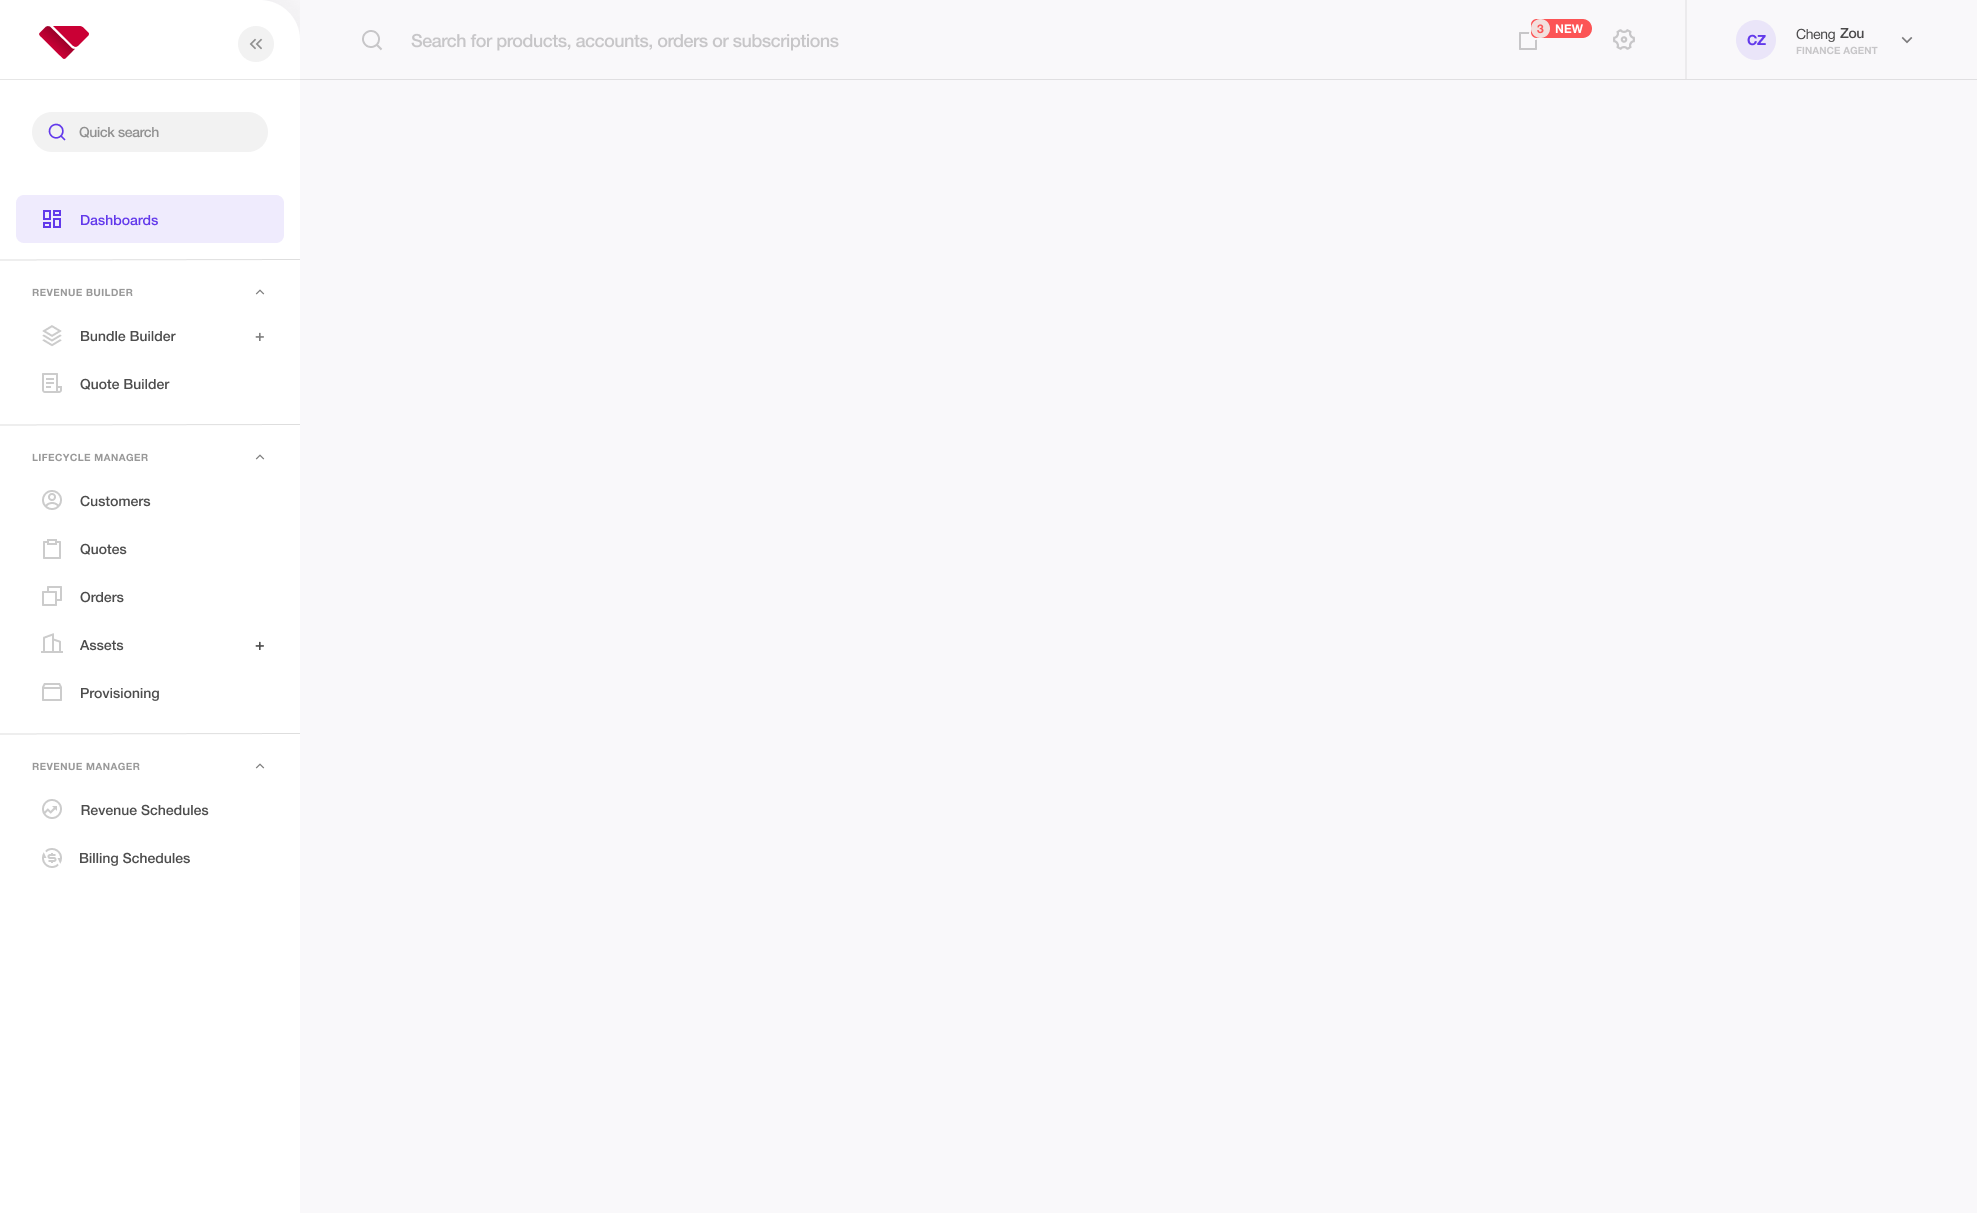 Search for products, accounts, orders or subscriptions
3 NEW
CZ
Cheng Zou
FINANCE AGENT
Quick search
Dashboards
REVENUE BUILDER
Bundle Builder +
Quote Builder
LIFECYCLE MANAGER
Customers
Quotes
Orders
Assets +
Provisioning
REVENUE MANAGER
Revenue Schedules
Billing Schedules